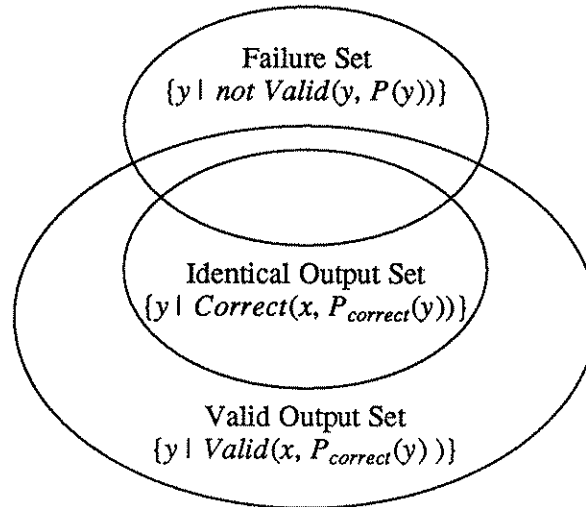 Failure Set
{y | not Valid(y, P(y))}
Identical Output Set
{y | Correct(x, P_correct(y))}
Valid Output Set
{y | Valid(x, P_correct(y) )}